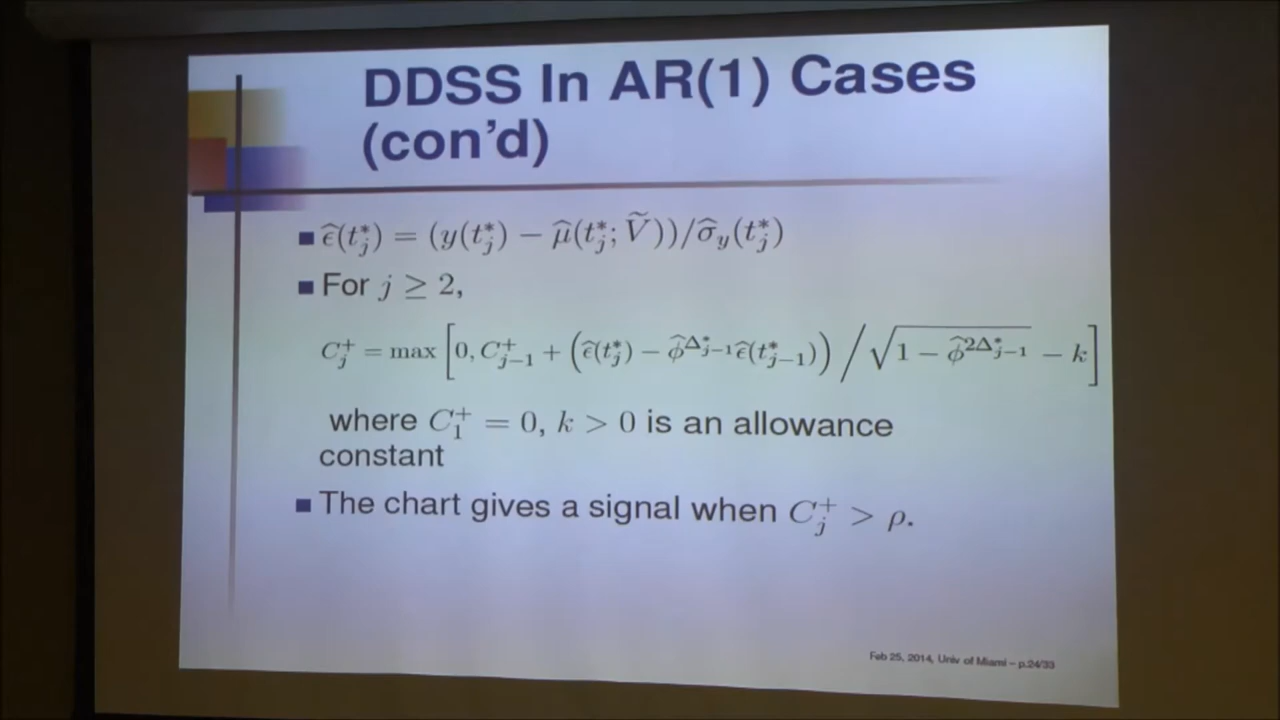 DDSS In AR(1) Cases
(con'd)
■ ε̂(t*_j) = (y(t*_j) − μ̂(t*_j; Ṽ))/σ̂_y(t*_j)
■ For j ≥ 2,
C⁺_j = max [0, C⁺_{j−1} + (ε̂(t*_j) − φ̂^{Δ*_{j−1}} ε̂(t*_{j−1})) / √(1 − φ̂^{2Δ*_{j−1}}) − k]
where C⁺_1 = 0, k > 0 is an allowance
constant
■ The chart gives a signal when C⁺_j > ρ.
Feb 25, 2014, Univ of Miami – p.24/33